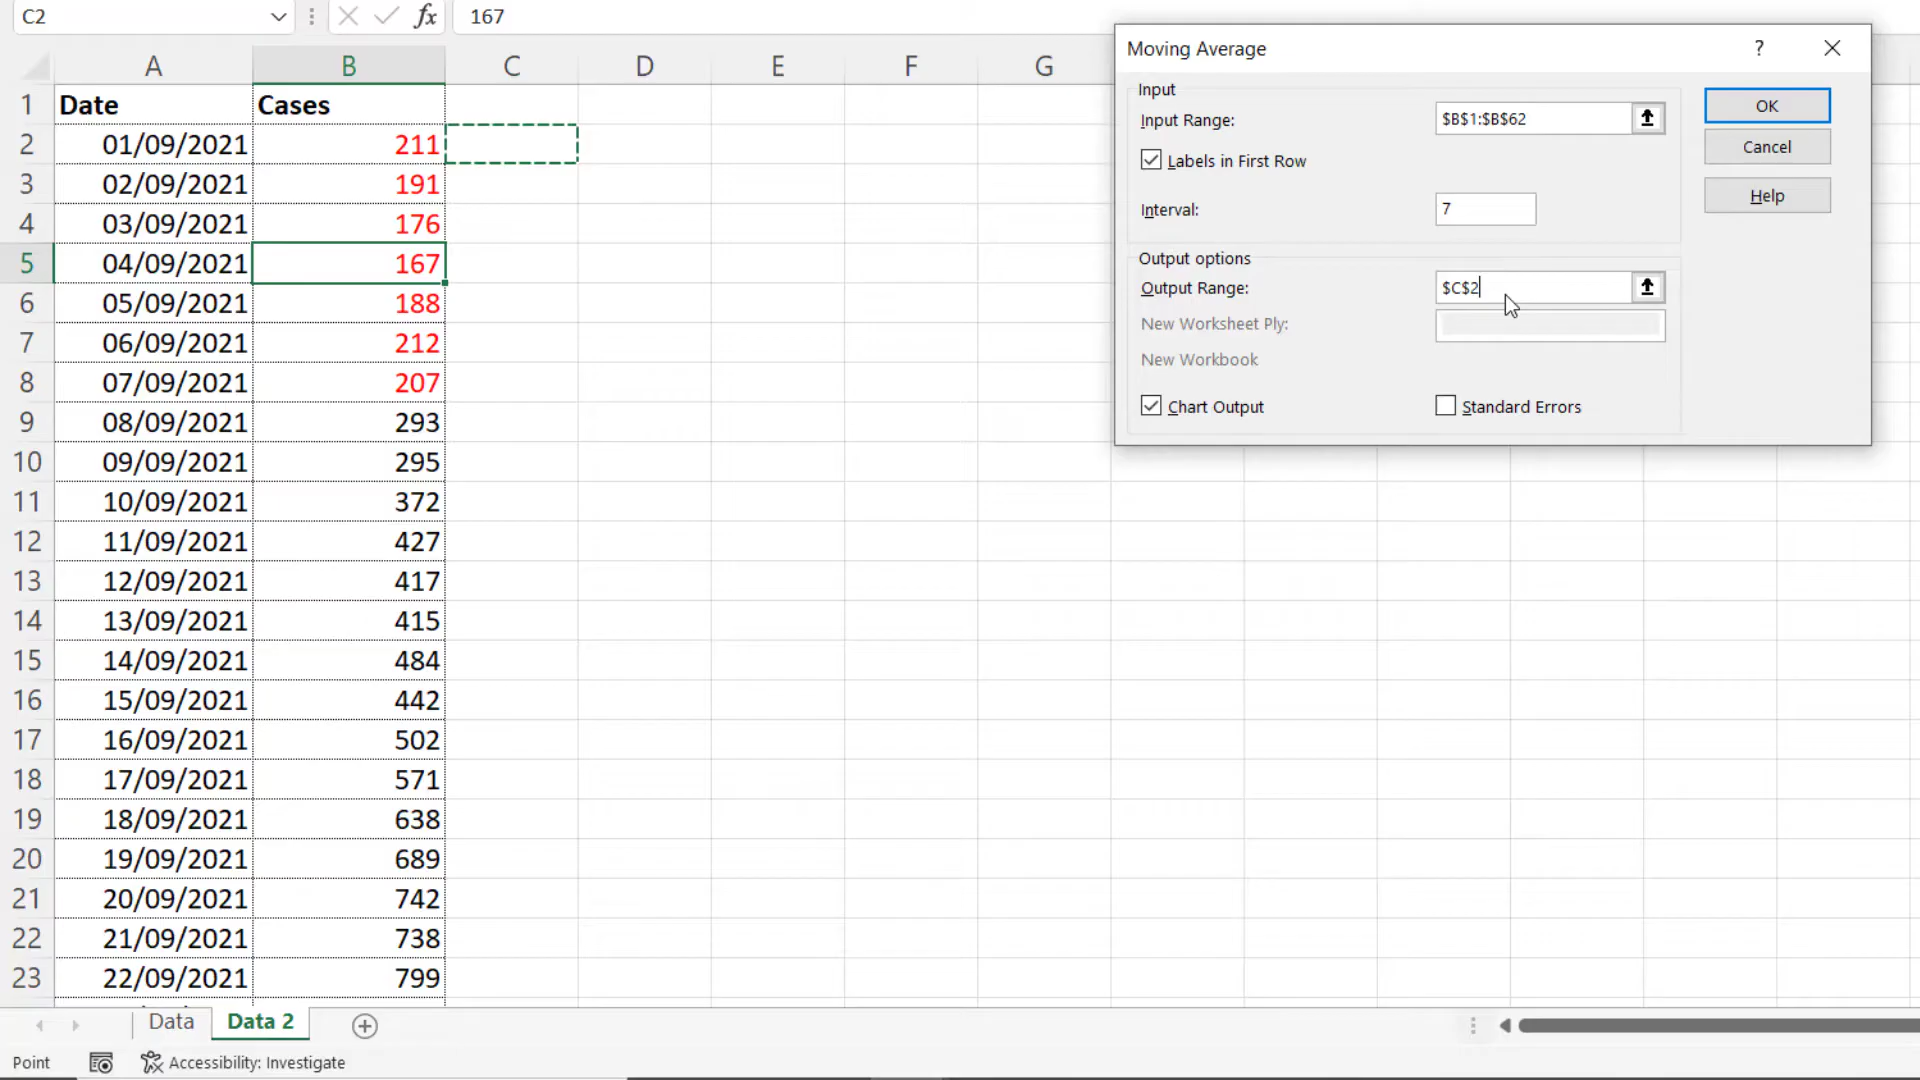 C2 fx 167
A B C D E F G
1 Date Cases
2 01/09/2021 211
3 02/09/2021 191
4 03/09/2021 176
5 04/09/2021 167
6 05/09/2021 188
7 06/09/2021 212
8 07/09/2021 207
9 08/09/2021 293
10 09/09/2021 295
11 10/09/2021 372
12 11/09/2021 427
13 12/09/2021 417
14 13/09/2021 415
15 14/09/2021 484
16 15/09/2021 442
17 16/09/2021 502
18 17/09/2021 571
19 18/09/2021 638
20 19/09/2021 689
21 20/09/2021 742
22 21/09/2021 738
23 22/09/2021 799
Moving Average ?
Input
Input Range: $B$1:$B$62
Labels in First Row
Interval: 7
Output options
Output Range: $C$2
New Worksheet Ply:
New Workbook
Chart Output Standard Errors
OK
Cancel
Help
Data Data 2
Point Accessibility: Investigate